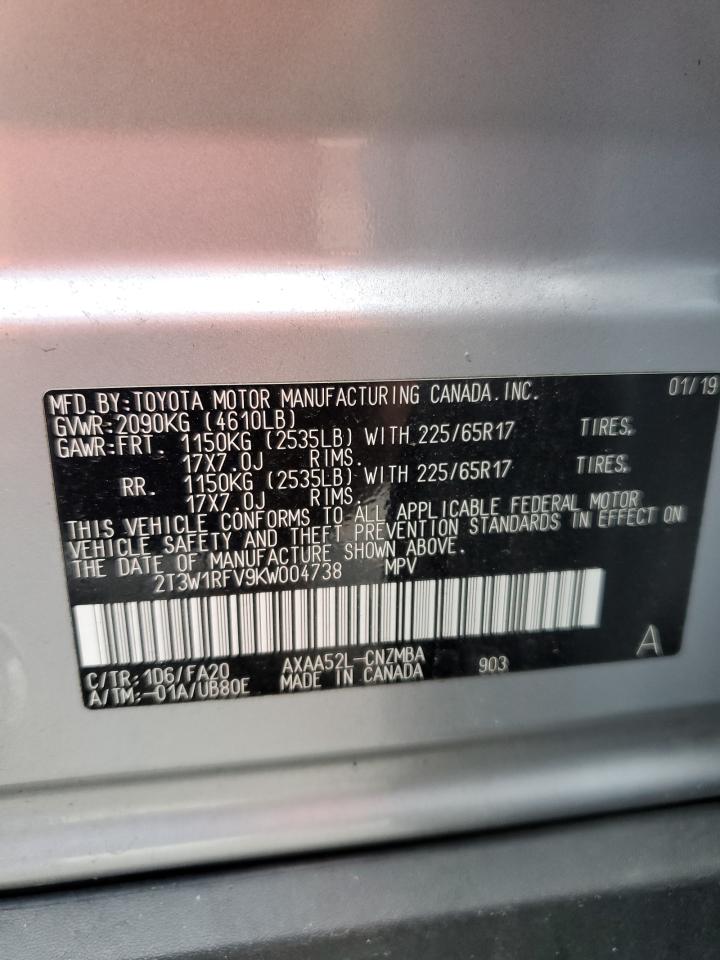 MFD.BY:TOYOTA MOTOR MANUFACTURING CANADA.INC. 01/19
GVWR:2090KG (4610LB)
GAWR:FRT. 1150KG (2535LB) WITH 225/65R17 TIRES,
17X7.0J RIMS.
RR. 1150KG (2535LB) WITH 225/65R17 TIRES,
17X7.0J RIMS.
THIS VEHICLE CONFORMS TO ALL APPLICABLE FEDERAL MOTOR
VEHICLE SAFETY AND THEFT PREVENTION STANDARDS IN EFFECT ON
THE DATE OF MANUFACTURE SHOWN ABOVE.
2T3W1RFV9KW004738 MPV
C/TR:1D6/FA20 AXAA52L-CNZMBA 903 A
A/TM:-01A/UB80E MADE IN CANADA